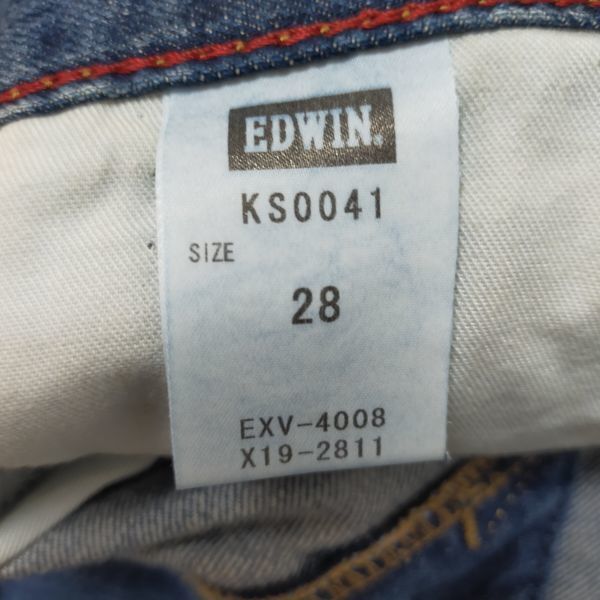 EDWIN.
KS0041
SIZE
28
EXV-4008
X19-2811